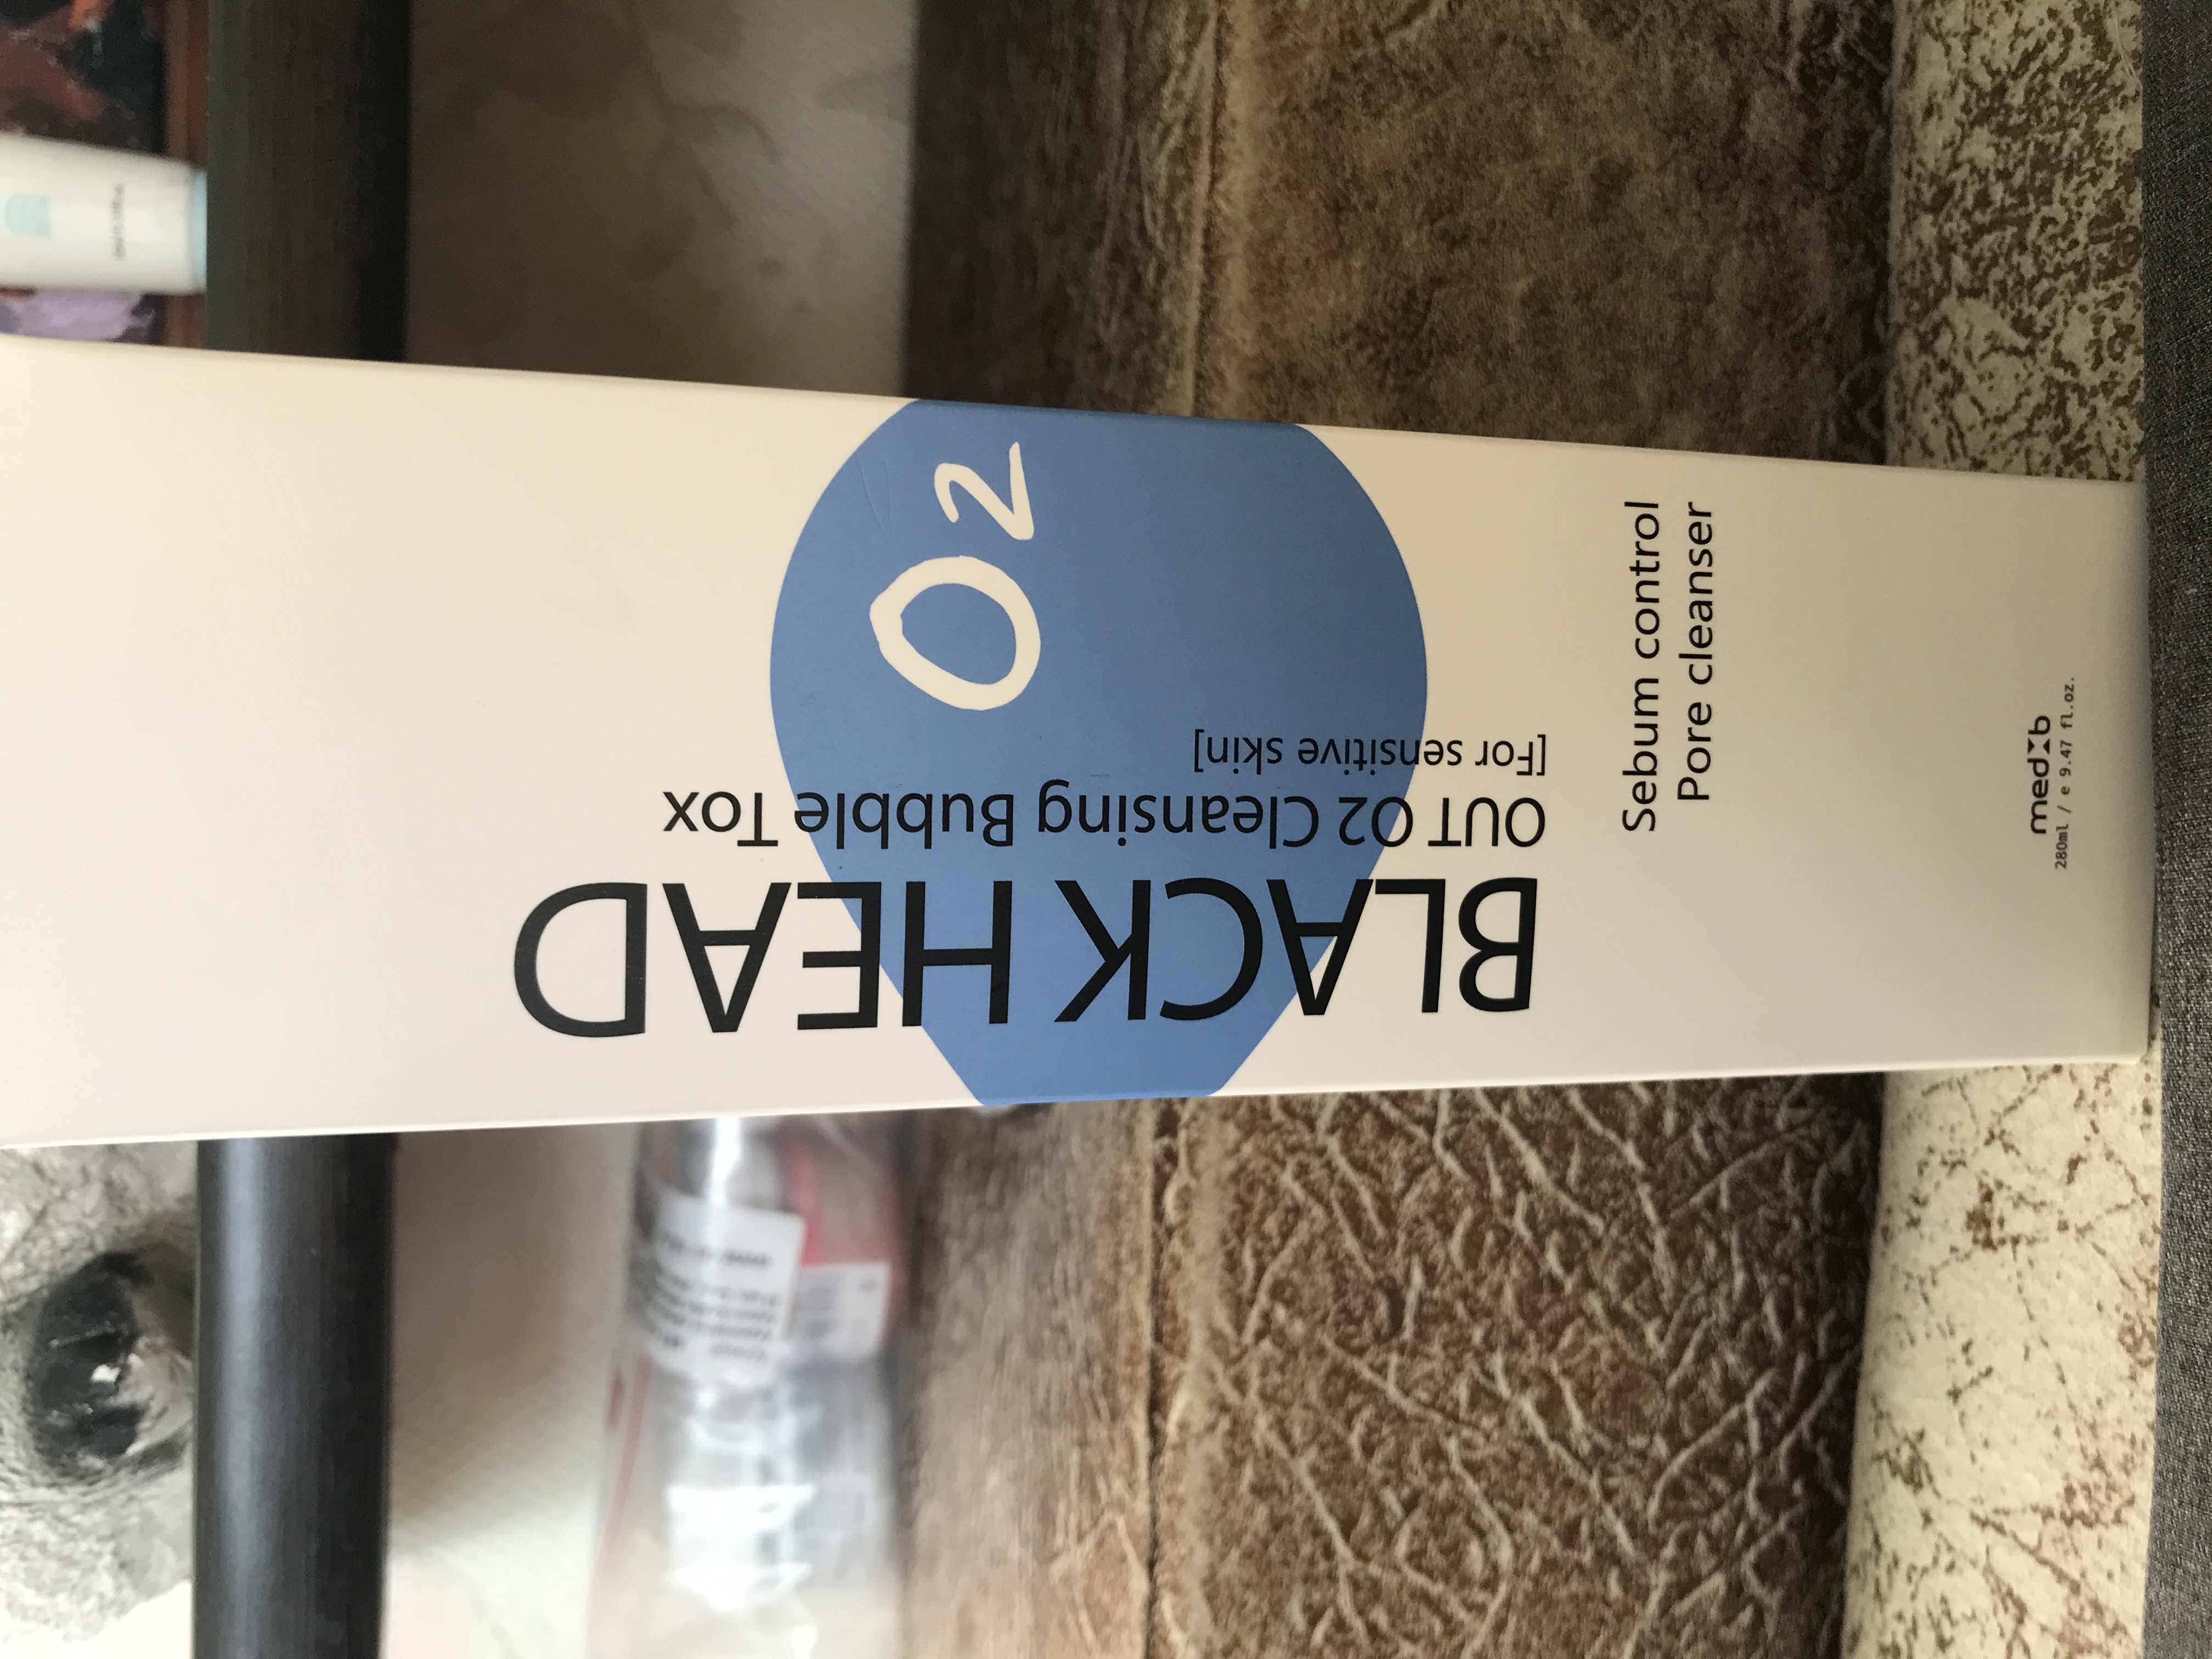 O2
BLACK HEAD
OUT O2 Cleansing Bubble Tox
[For sensitive skin]
Sebum control
Pore cleanser
med:b
280ml / e 9.47 fl.oz.